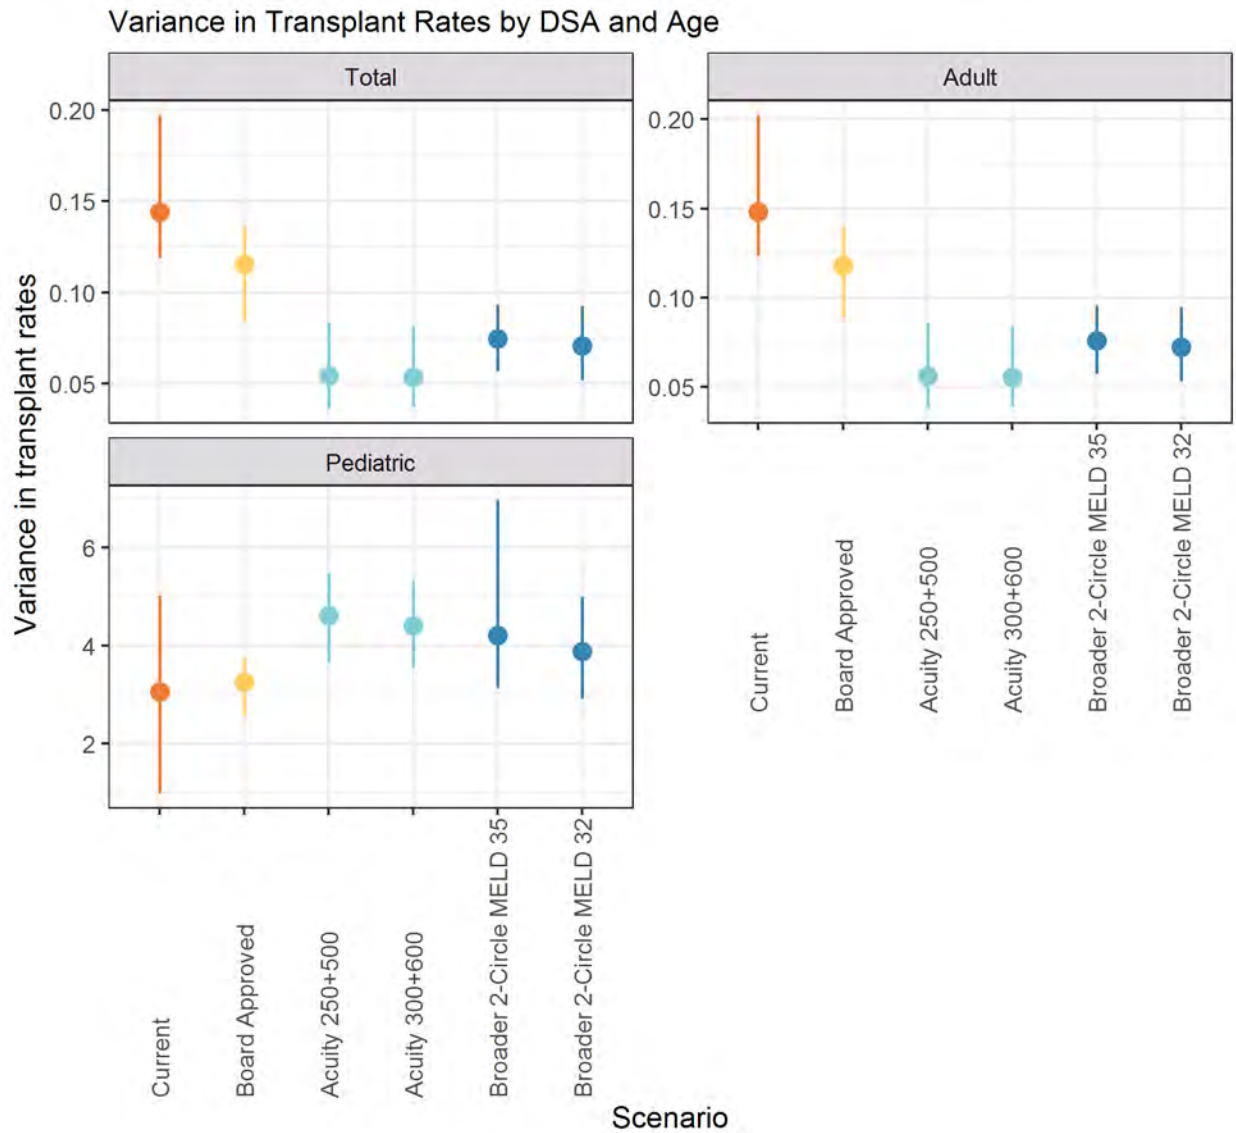 Variance in Transplant Rates by DSA and Age
Total
Adult
0.20
0.15
0.10
0.05
0.20
0.15
0.10
0.05
Pediatric
6
4
2
Variance in transplant rates
Current
Board Approved
Acuity 250+500
Acuity 300+600
Broader 2-Circle MELD 35
Broader 2-Circle MELD 32
Current
Board Approved
Acuity 250+500
Acuity 300+600
Broader 2-Circle MELD 35
Broader 2-Circle MELD 32
Scenario